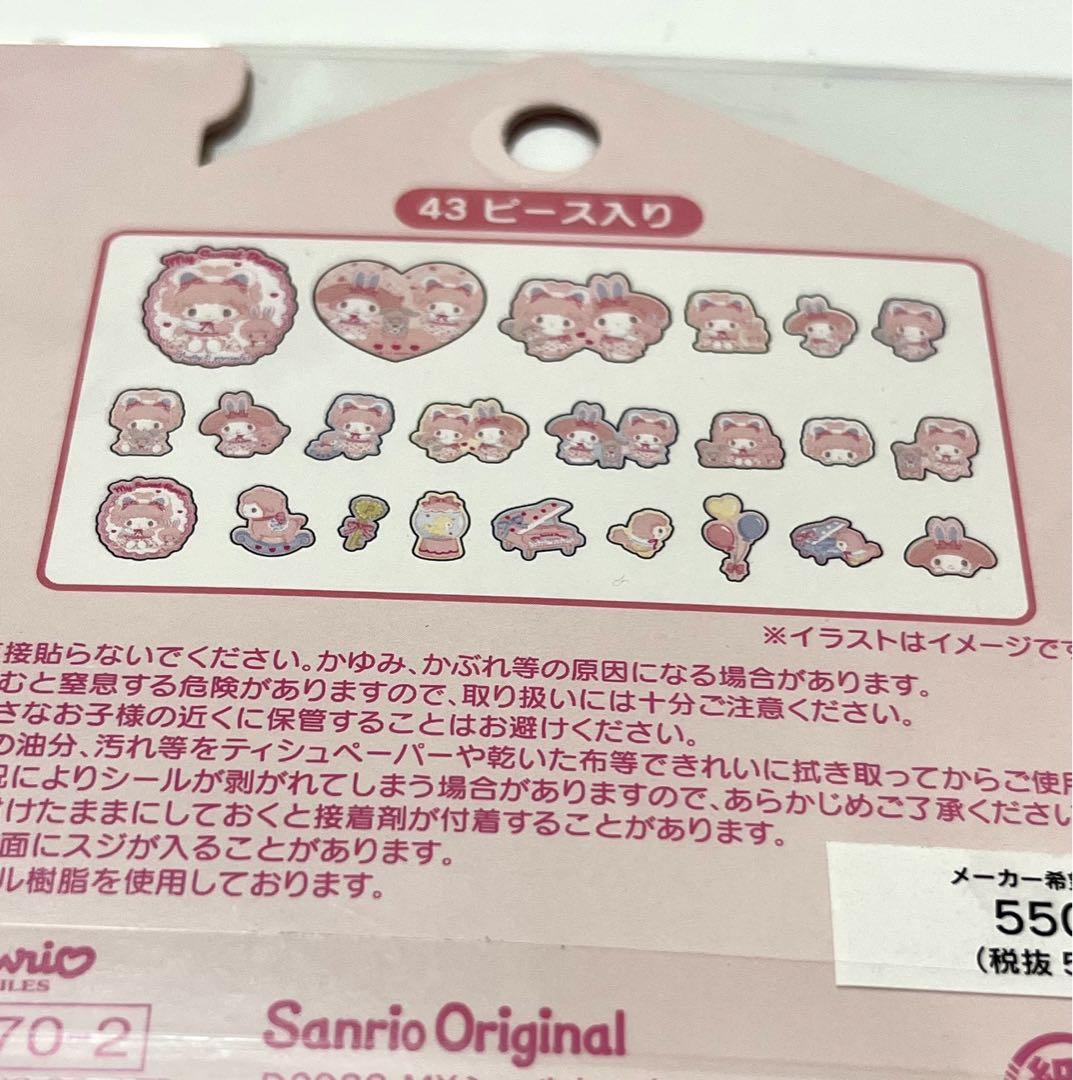 43 ピース入り
※イラストはイメージです
接貼らないでください。かゆみ、かぶれ等の原因になる場合があります。
むと窒息する危険がありますので、取り扱いには十分ご注意ください。
さなお子様の近くに保管することはお避けください。
の油分、汚れ等をティシュペーパーや乾いた布等できれいに拭き取ってからご使用
によりシールが剥がれてしまう場合がありますので、あらかじめご了承ください
けたままにしておくと接着剤が付着することがあります。
面にスジが入ることがあります。
ル樹脂を使用しております。
メーカー希
550
(税抜 5
Sanrio Original
70-2